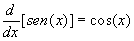 d/dx [sen(x)] = cos(x)